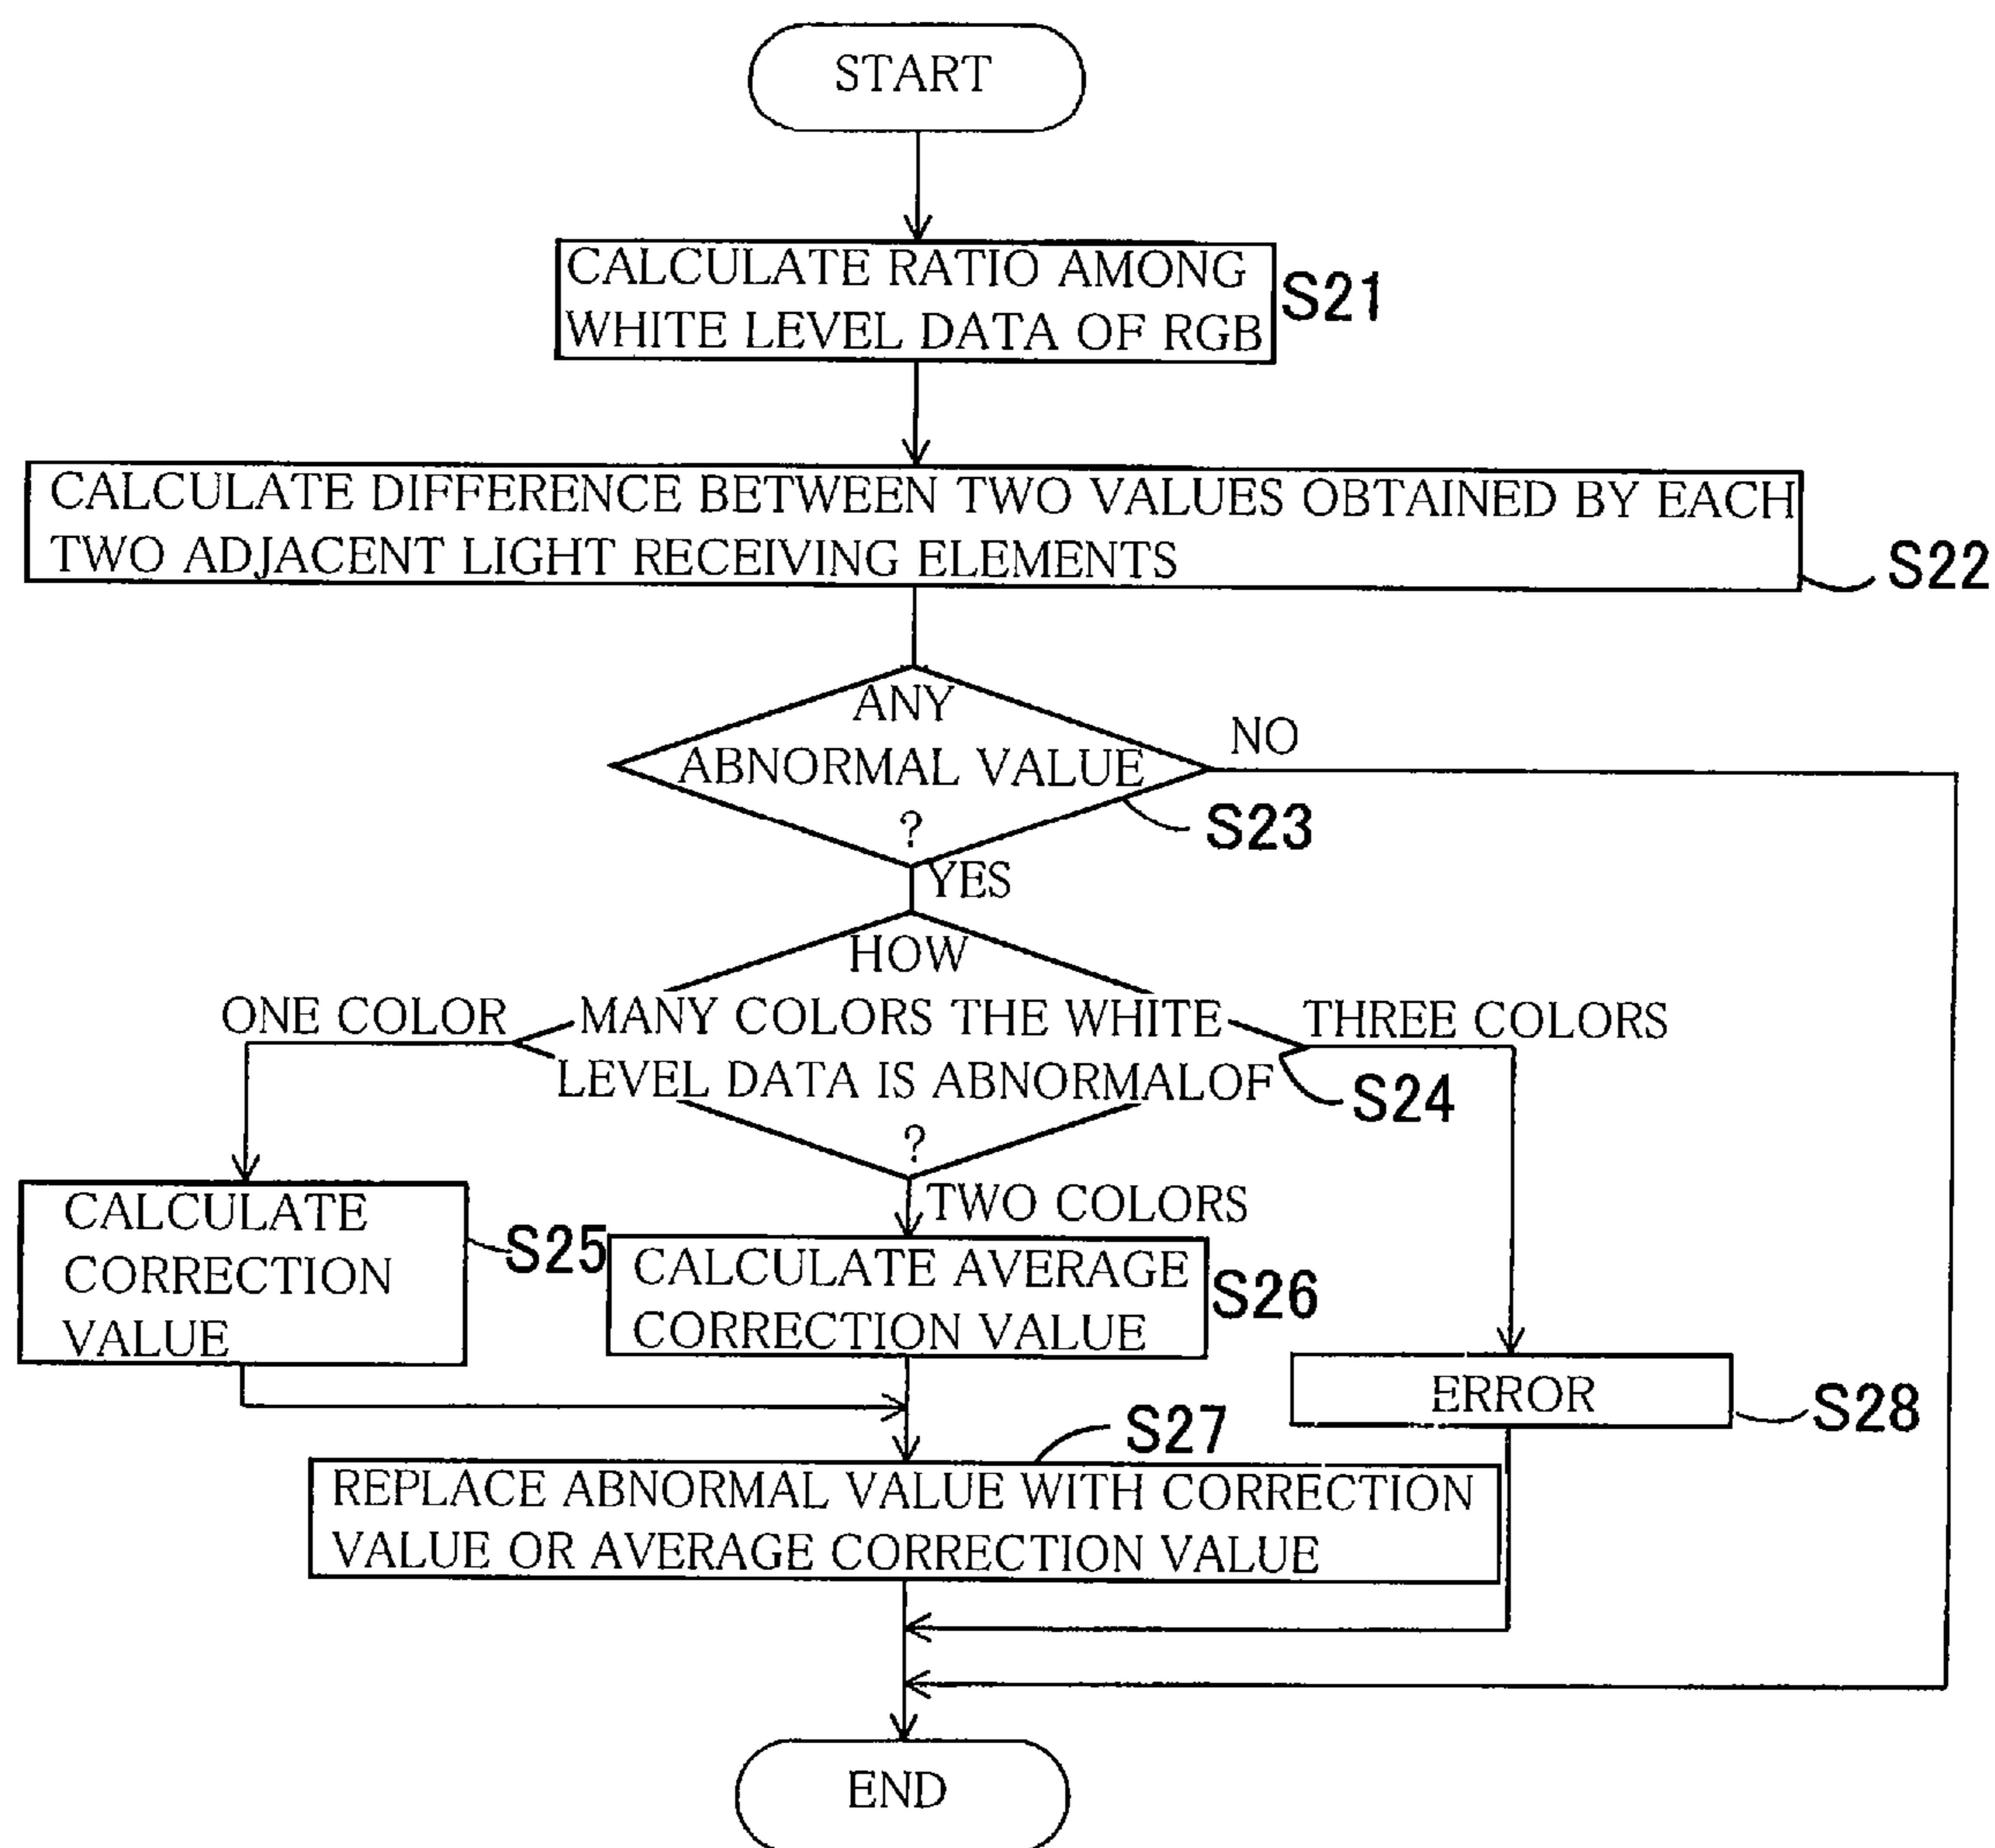 START
CALCULATE RATIO AMONG
WHITE LEVEL DATA OF RGB
S21
CALCULATE DIFFERENCE BETWEEN TWO VALUES OBTAINED BY EACH
TWO ADJACENT LIGHT RECEIVING ELEMENTS
S22
ANY
ABNORMAL VALUE
?
NO
S23
YES
HOW
MANY COLORS THE WHITE
LEVEL DATA IS ABNORMALOF
?
ONE COLOR
THREE COLORS
S24
TWO COLORS
CALCULATE
CORRECTION
VALUE
S25
CALCULATE AVERAGE
CORRECTION VALUE
S26
ERROR
S28
S27
REPLACE ABNORMAL VALUE WITH CORRECTION
VALUE OR AVERAGE CORRECTION VALUE
END